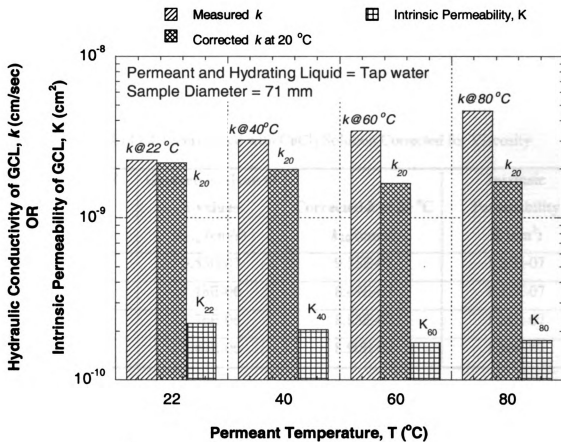 Measured k
Intrinsic Permeability, K
Corrected k at 20 °C
Hydraulic Conductivity of GCL, k (cm/sec)
OR
Intrinsic Permeabillity of GCL, K (cm²)
10⁻⁸
10⁻⁹
10⁻¹⁰
Permeant and Hydrating Liquid = Tap water
Sample Diameter = 71 mm
k@22°C
k₂₀
K₂₂
k@40°C
k₂₀
K₄₀
k@60°C
k₂₀
K₆₀
k@80°C
k₂₀
K₈₀
22 40 60 80
Permeant Temperature, T (°C)